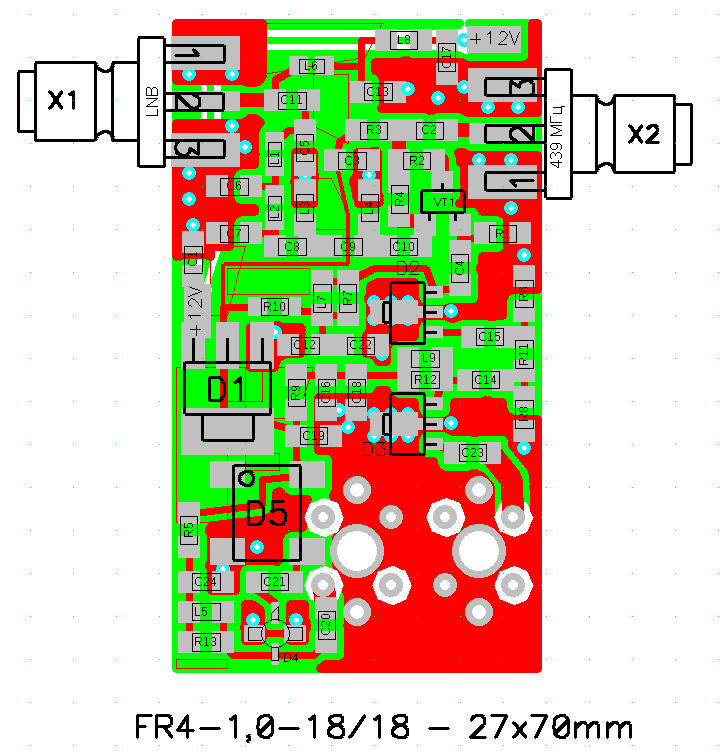 L8
C17
+12V
1
L6
3
X1
LNB
2
C11
C13
439 МГц
2
X2
R3
C2
3
L1
C5
C3
R2
1
C6
L2
L3
L4
R4
VT1
C7
C8
C9
C10
C1
D2
C4
+12V
R10
L7
R7
R6
C12
C22
C15
L9
R11
D1
R9
C16
C18
R12
C14
R8
C19
D3
C23
D5
R5
C24
C21
L5
C20
R13
D4
FR4-1,0-18/18 - 27x70mm